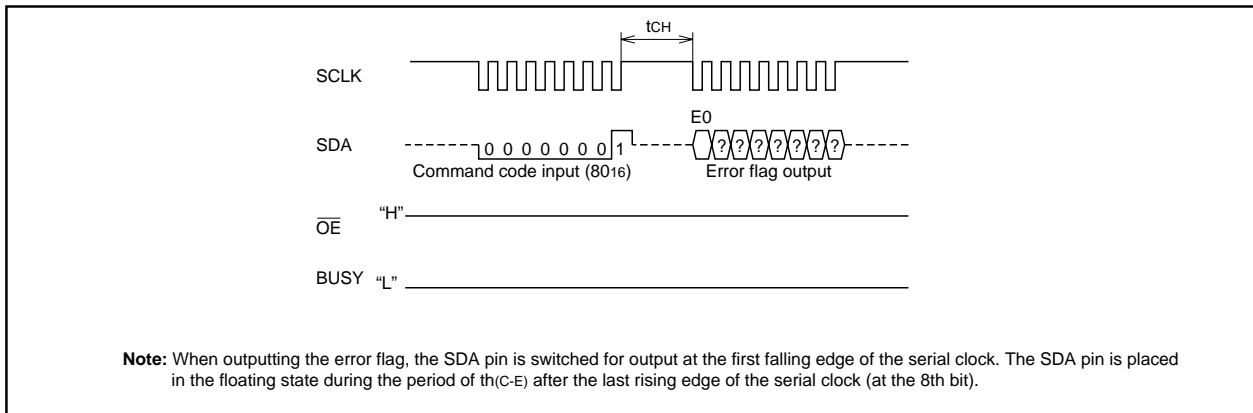 tCH
SCLK
E0
SDA
0 0 0 0 0 0 0 1
? ? ? ? ? ? ?
Command code input (8016)
Error flag output
OE
“H”
BUSY
“L”
Note: When outputting the error flag, the SDA pin is switched for output at the first falling edge of the serial clock. The SDA pin is placed
in the floating state during the period of th(C-E) after the last rising edge of the serial clock (at the 8th bit).